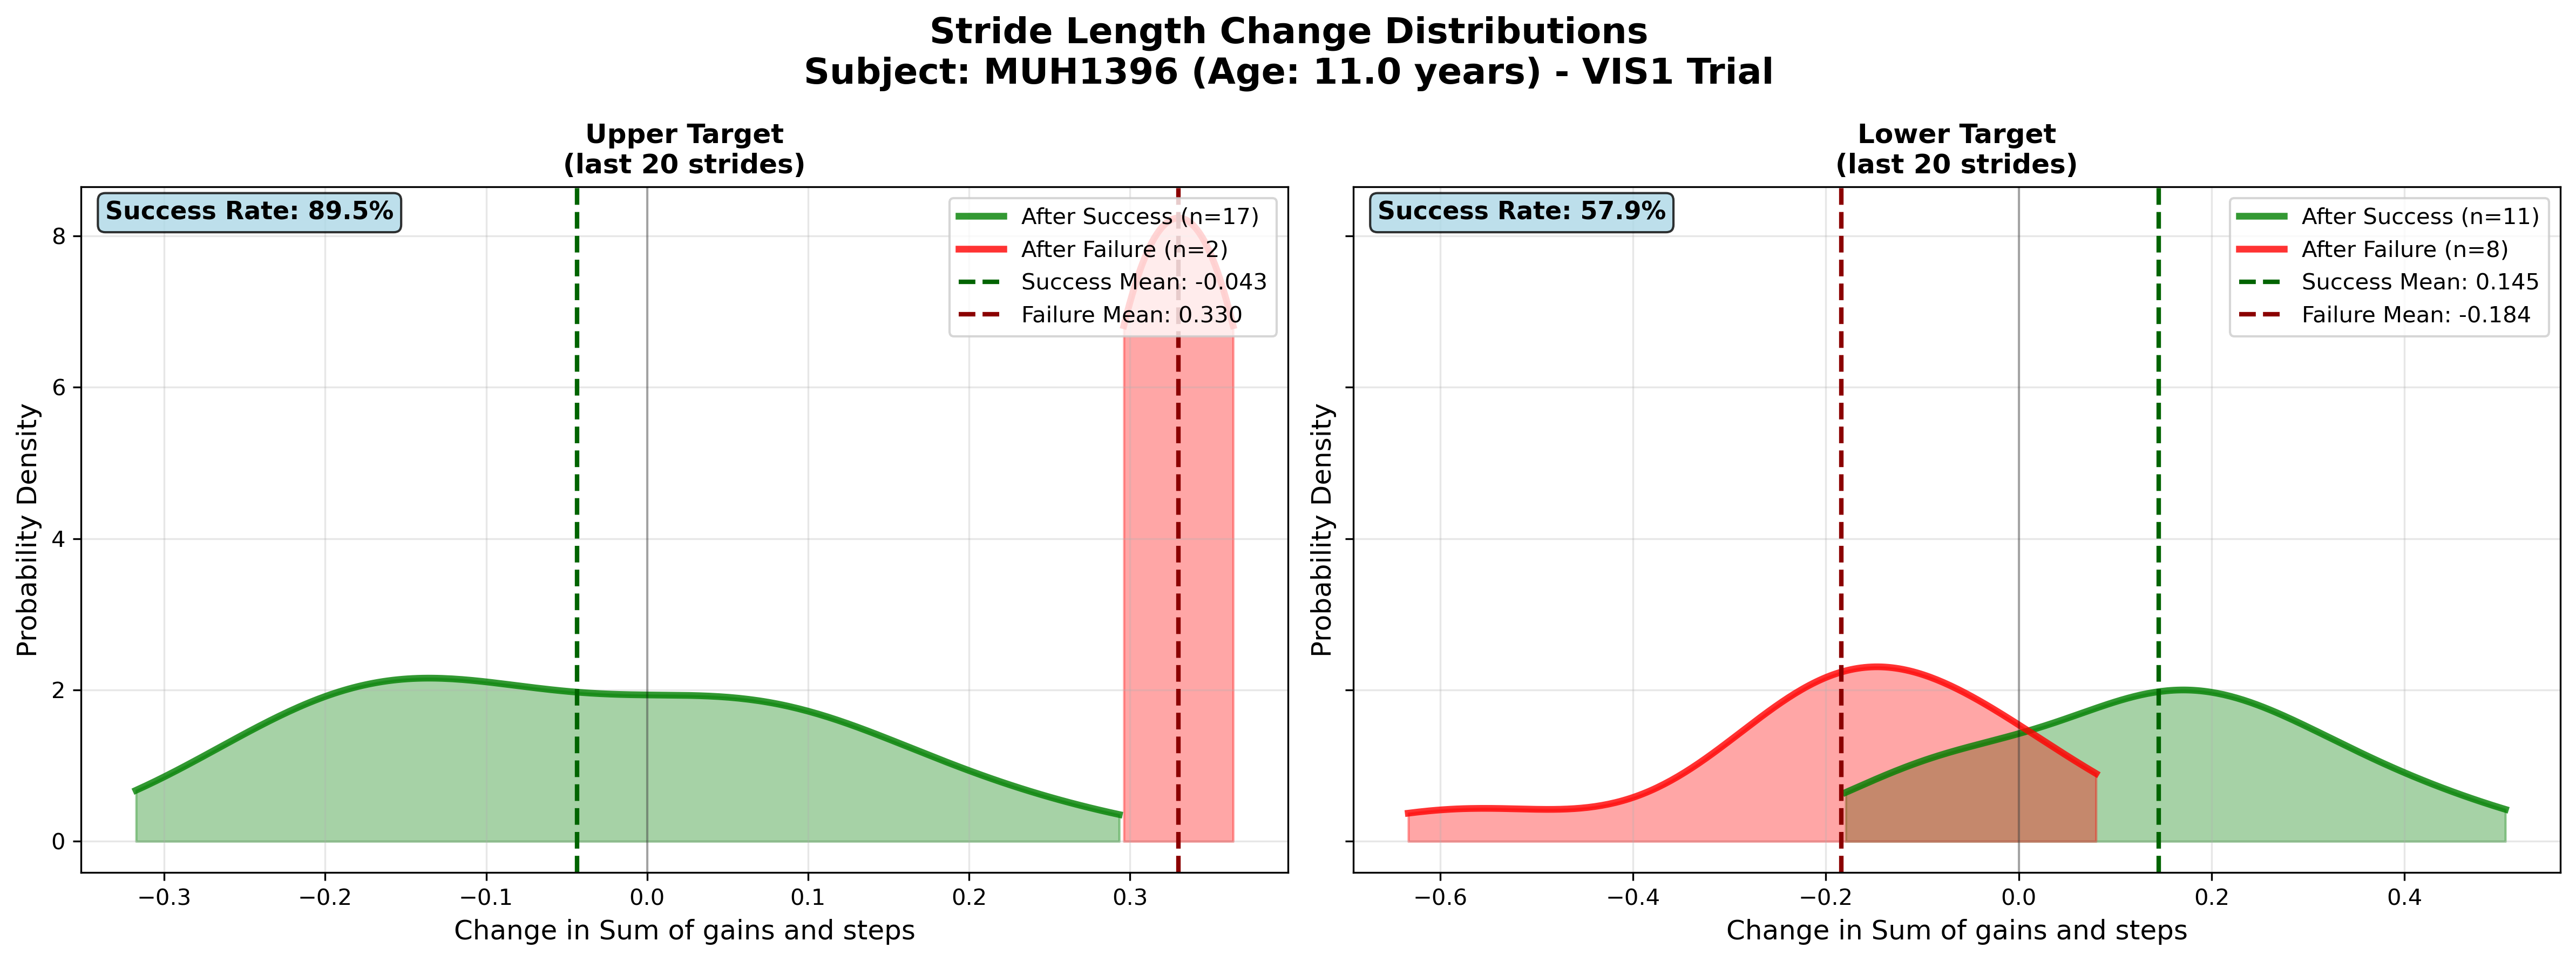 Stride Length Change Distributions
Subject: MUH1396 (Age: 11.0 years) - VIS1 Trial
Upper Target
(last 20 strides)
Success Rate: 89.5%
After Success (n=17)
After Failure (n=2)
Success Mean: -0.043
Failure Mean: 0.330
Probability Density
8
6
4
2
0
−0.3
−0.2
−0.1
0.0
0.1
0.2
0.3
Change in Sum of gains and steps
Lower Target
(last 20 strides)
Success Rate: 57.9%
After Success (n=11)
After Failure (n=8)
Success Mean: 0.145
Failure Mean: -0.184
Probability Density
−0.6
−0.4
−0.2
0.0
0.2
0.4
Change in Sum of gains and steps